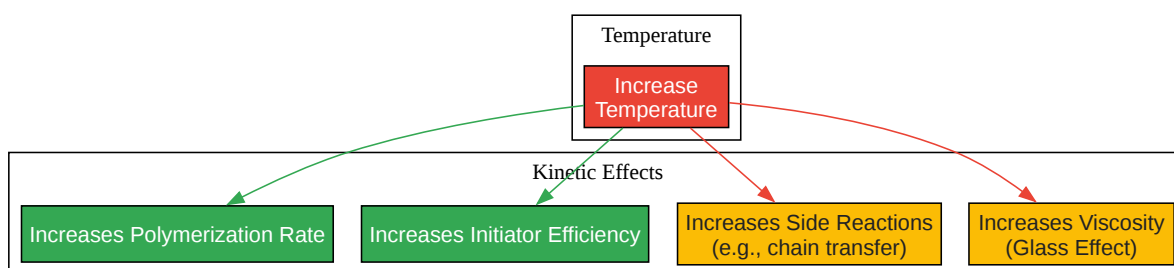 Temperature
Increase
Temperature
Kinetic Effects
Increases Polymerization Rate
Increases Initiator Efficiency
Increases Side Reactions
(e.g., chain transfer)
Increases Viscosity
(Glass Effect)